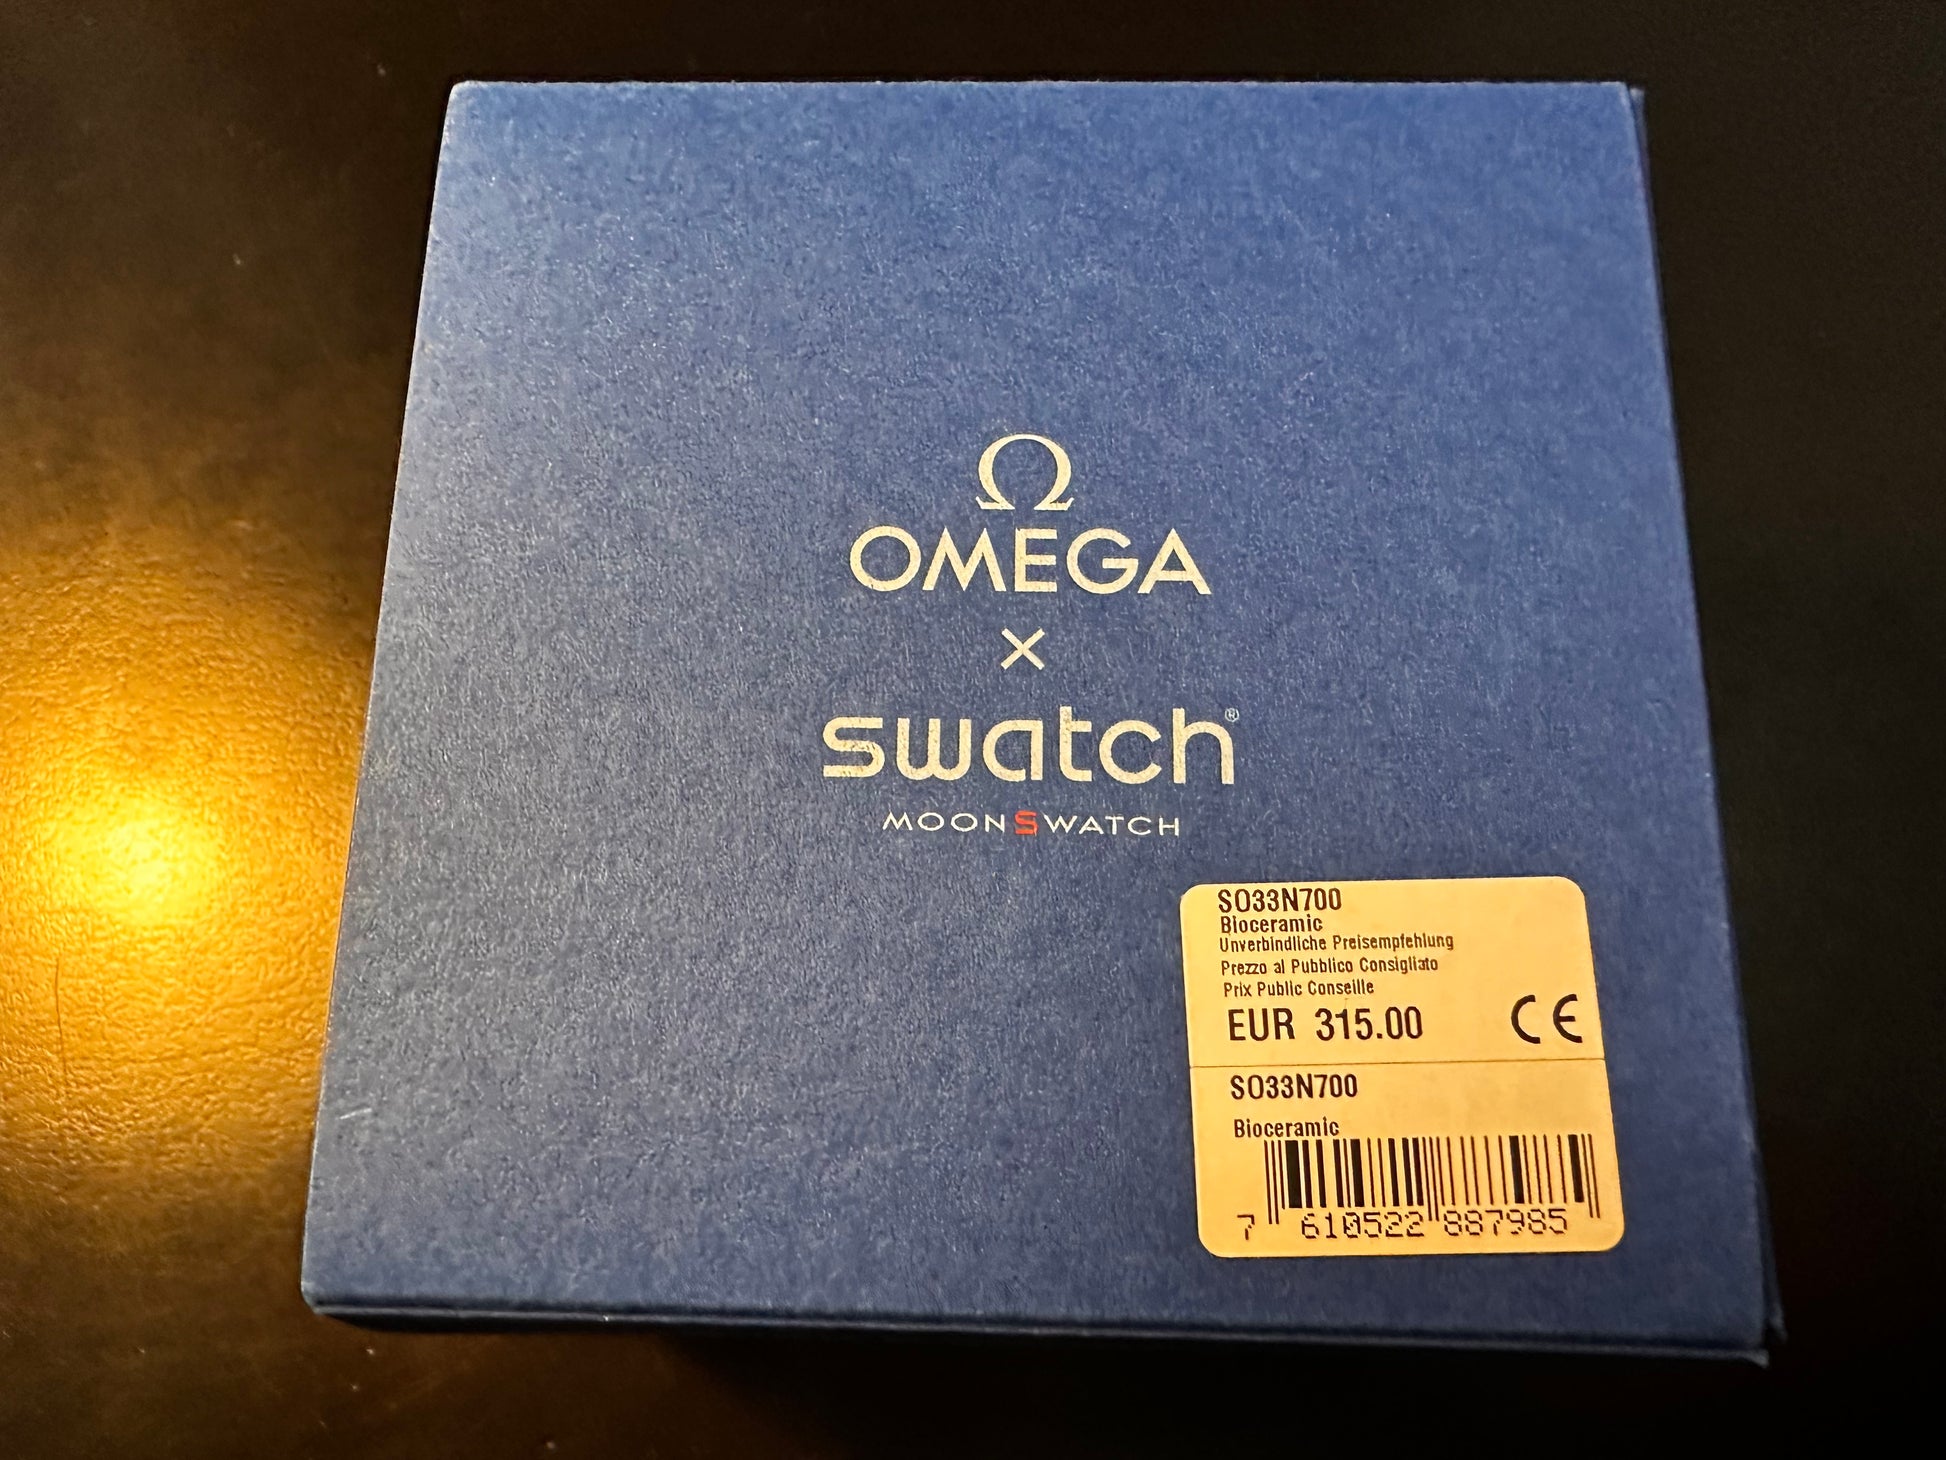 Ω
OMEGA
×
swatch®
MOONSWATCH
SO33N700
Bioceramic
Unverbindliche Preisempfehlung
Prezzo al Pubblico Consigliato
Prix Public Conseille
EUR 315.00 CE
SO33N700
Bioceramic
7 610522 887985